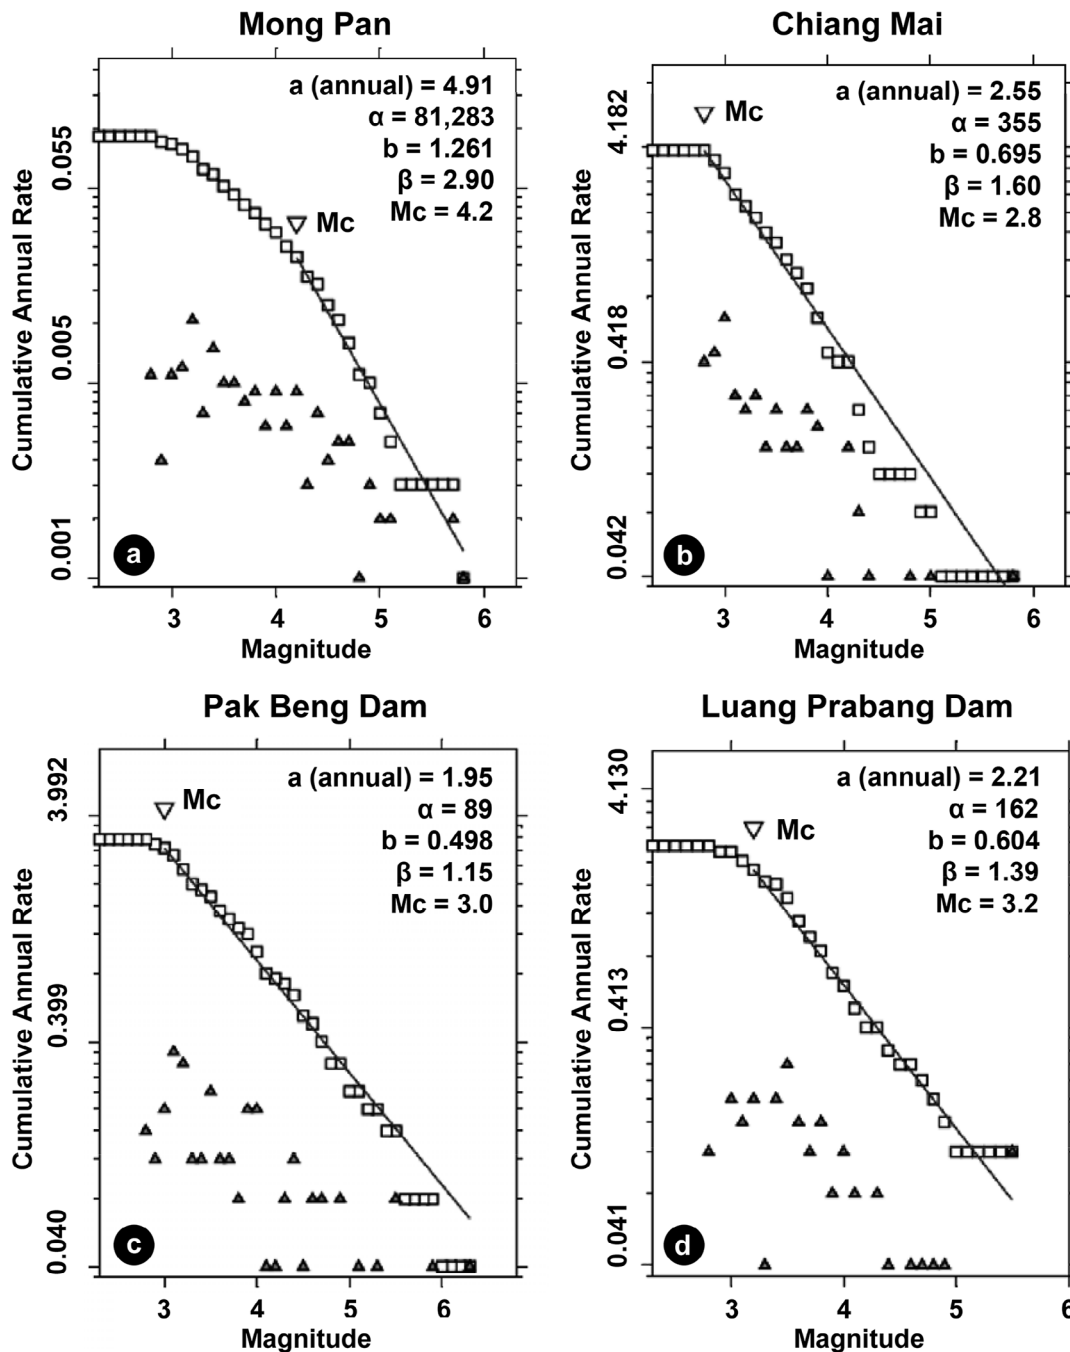 Mong Pan
a (annual) = 4.91
α = 81,283
b = 1.261
β = 2.90
Mc = 4.2
Mc
Cumulative Annual Rate
0.055
0.005
0.001
a
3 4 5 6
Magnitude
Chiang Mai
a (annual) = 2.55
α = 355
b = 0.695
β = 1.60
Mc = 2.8
Mc
Cumulative Annual Rate
4.182
0.418
0.042
b
3 4 5 6
Magnitude
Pak Beng Dam
a (annual) = 1.95
α = 89
b = 0.498
β = 1.15
Mc = 3.0
Mc
Cumulative Annual Rate
3.992
0.399
0.040
c
3 4 5 6
Magnitude
Luang Prabang Dam
a (annual) = 2.21
α = 162
b = 0.604
β = 1.39
Mc = 3.2
Mc
Cumulative Annual Rate
4.130
0.413
0.041
d
3 4 5 6
Magnitude